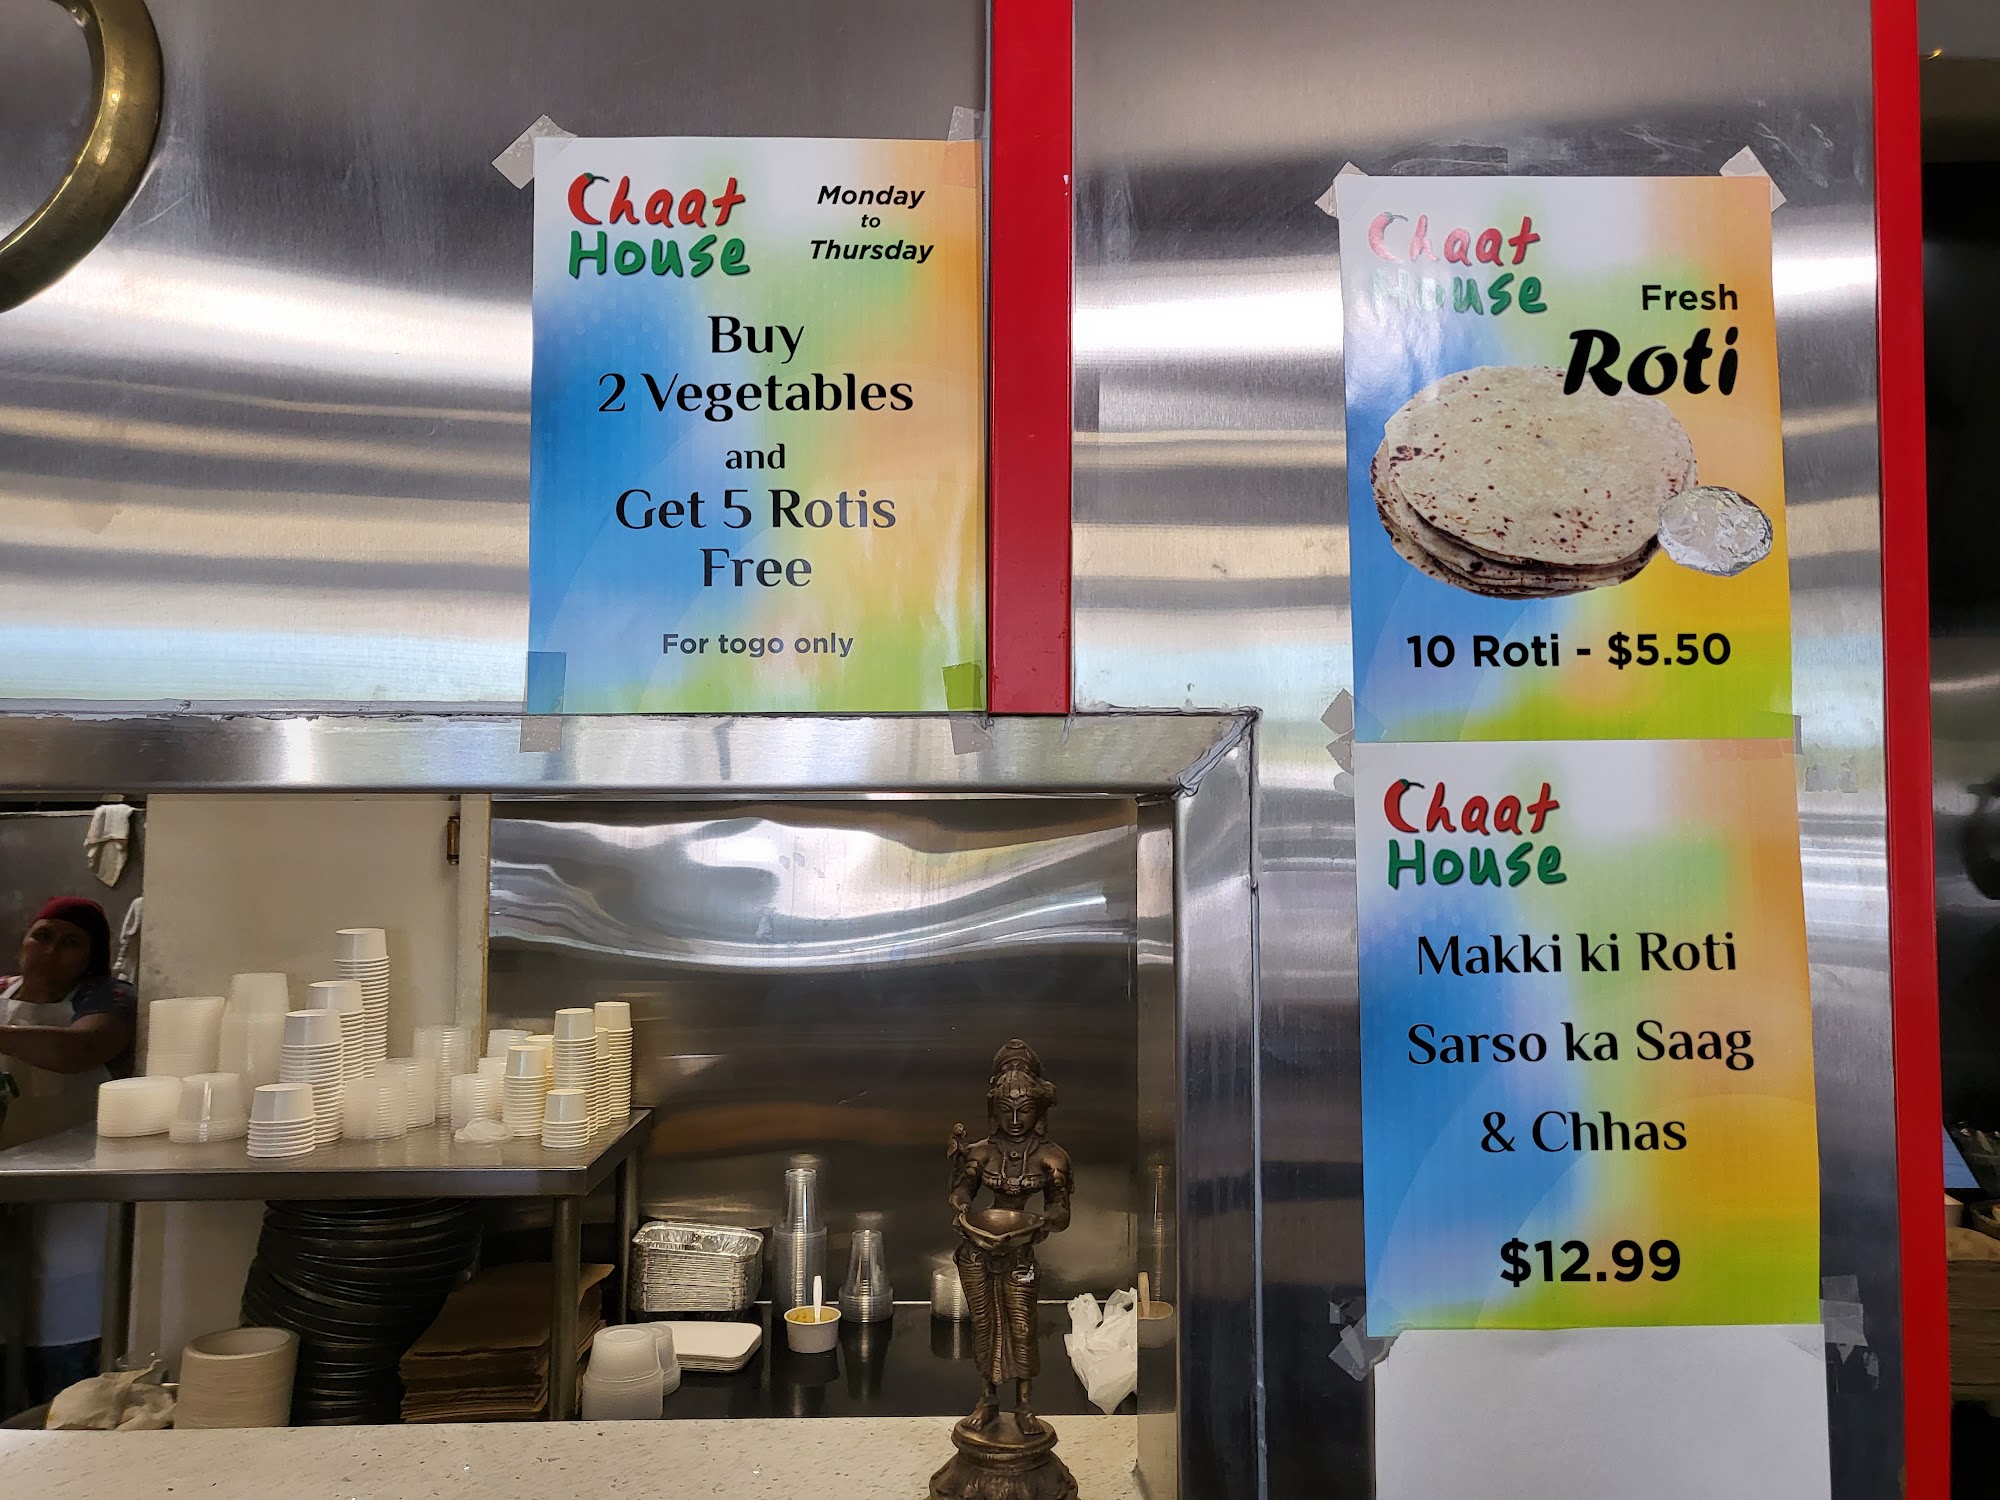 Chaat
House
Monday
to
Thursday
Buy
2 Vegetables
and
Get 5 Rotis
Free
For togo only
Chaat
House
Fresh
Roti
10 Roti - $5.50
Chaat
House
Makki ki Roti
Sarso ka Saag
& Chhas
$12.99